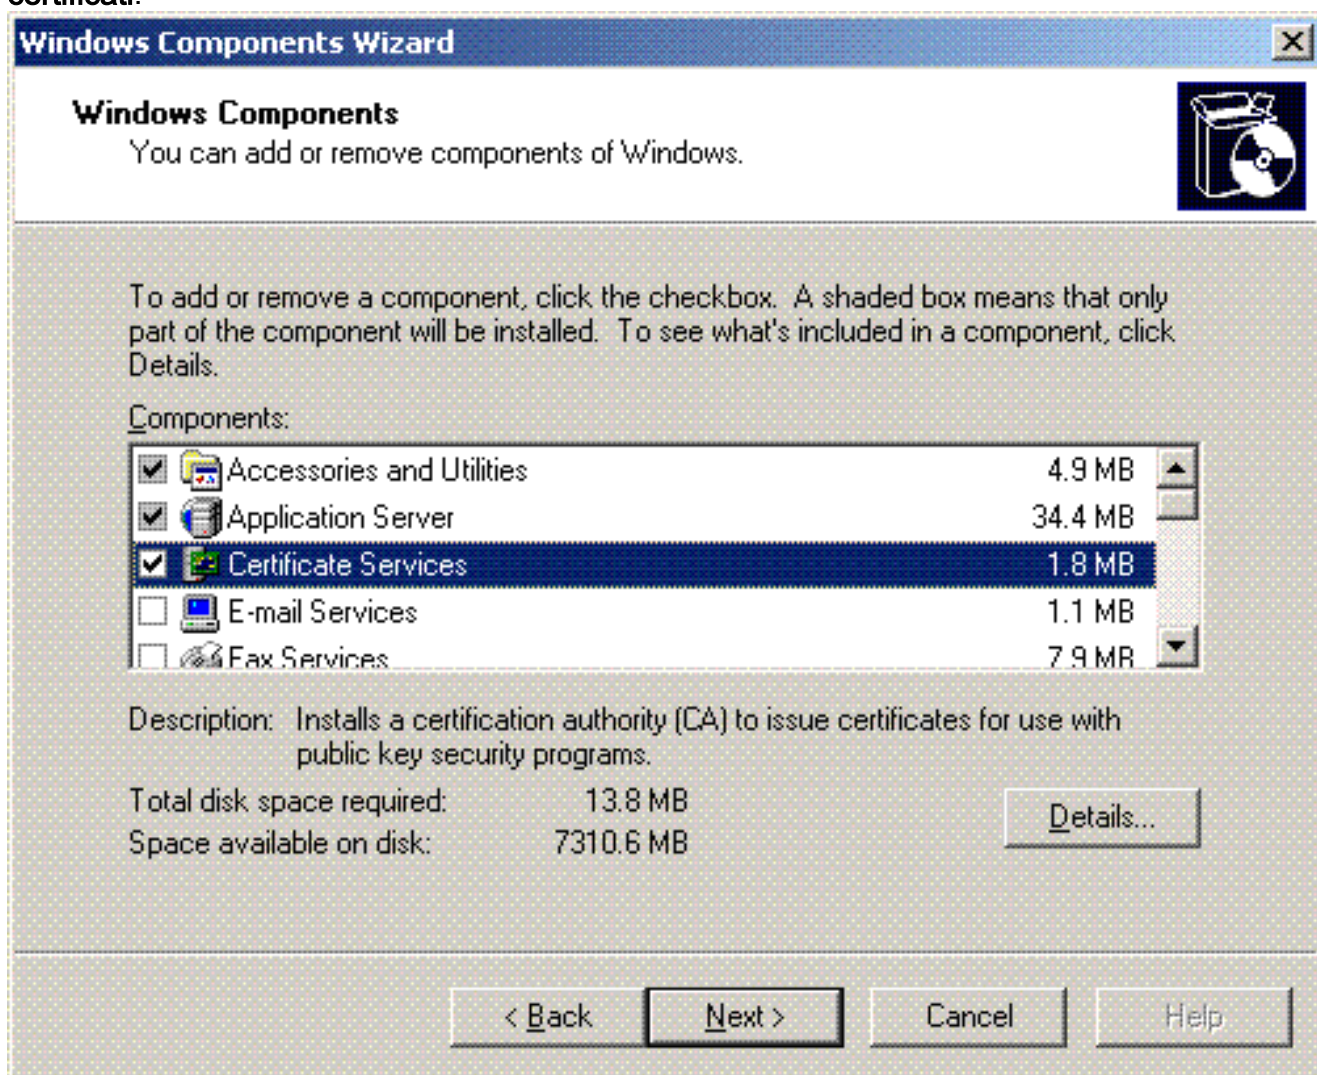 certificati.
Windows Components Wizard
Windows Components
You can add or remove components of Windows.
To add or remove a component, click the checkbox. A shaded box means that only
part of the component will be installed. To see what's included in a component, click
Details.
Components:
Accessories and Utilities 4.9 MB
Application Server 34.4 MB
Certificate Services 1.8 MB
E-mail Services 1.1 MB
Fax Services 7.9 MB
Description: Installs a certification authority (CA) to issue certificates for use with
public key security programs.
Total disk space required: 13.8 MB
Space available on disk: 7310.6 MB
Details...
< Back Next > Cancel Help